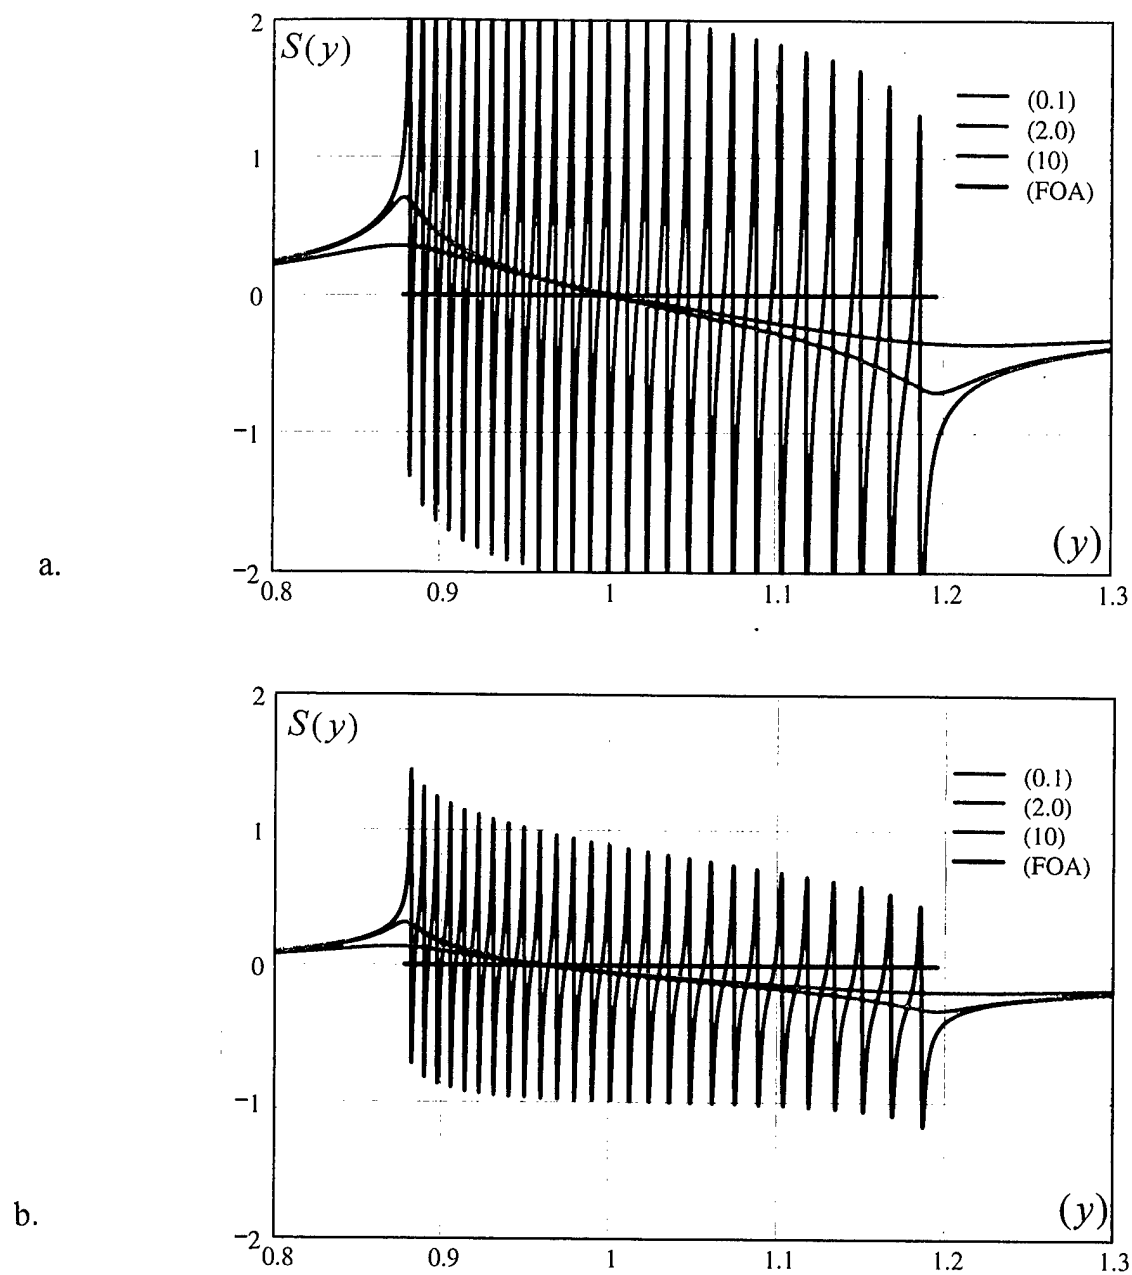 2
S(y)
(0.1)
(2.0)
1
(10)
(FOA)
0
−1
(y)
a.
−2
0.8 0.9 1 1.1 1.2 1.3
2
S(y)
(0.1)
(2.0)
1
(10)
(FOA)
0
−1
(y)
b.
−2
0.8 0.9 1 1.1 1.2 1.3